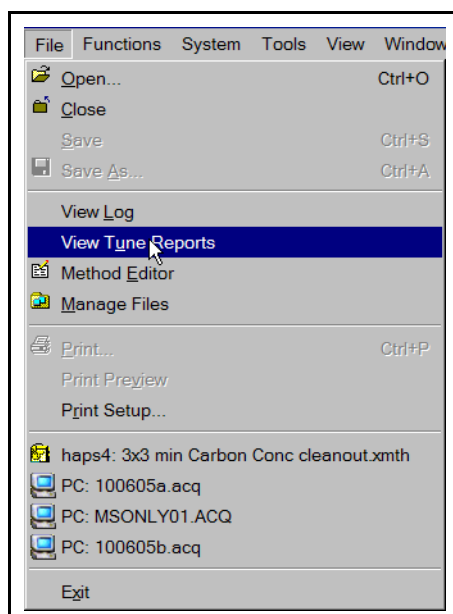 File Functions System Tools View Window
Open... Ctrl+O
Close
Save Ctrl+S
Save As... Ctrl+A
View Log
View Tune Reports
Method Editor
Manage Files
Print... Ctrl+P
Print Preview
Print Setup...
haps4: 3x3 min Carbon Conc cleanout.xmth
PC: 100605a.acq
PC: MSONLY01.ACQ
PC: 100605b.acq
Exit